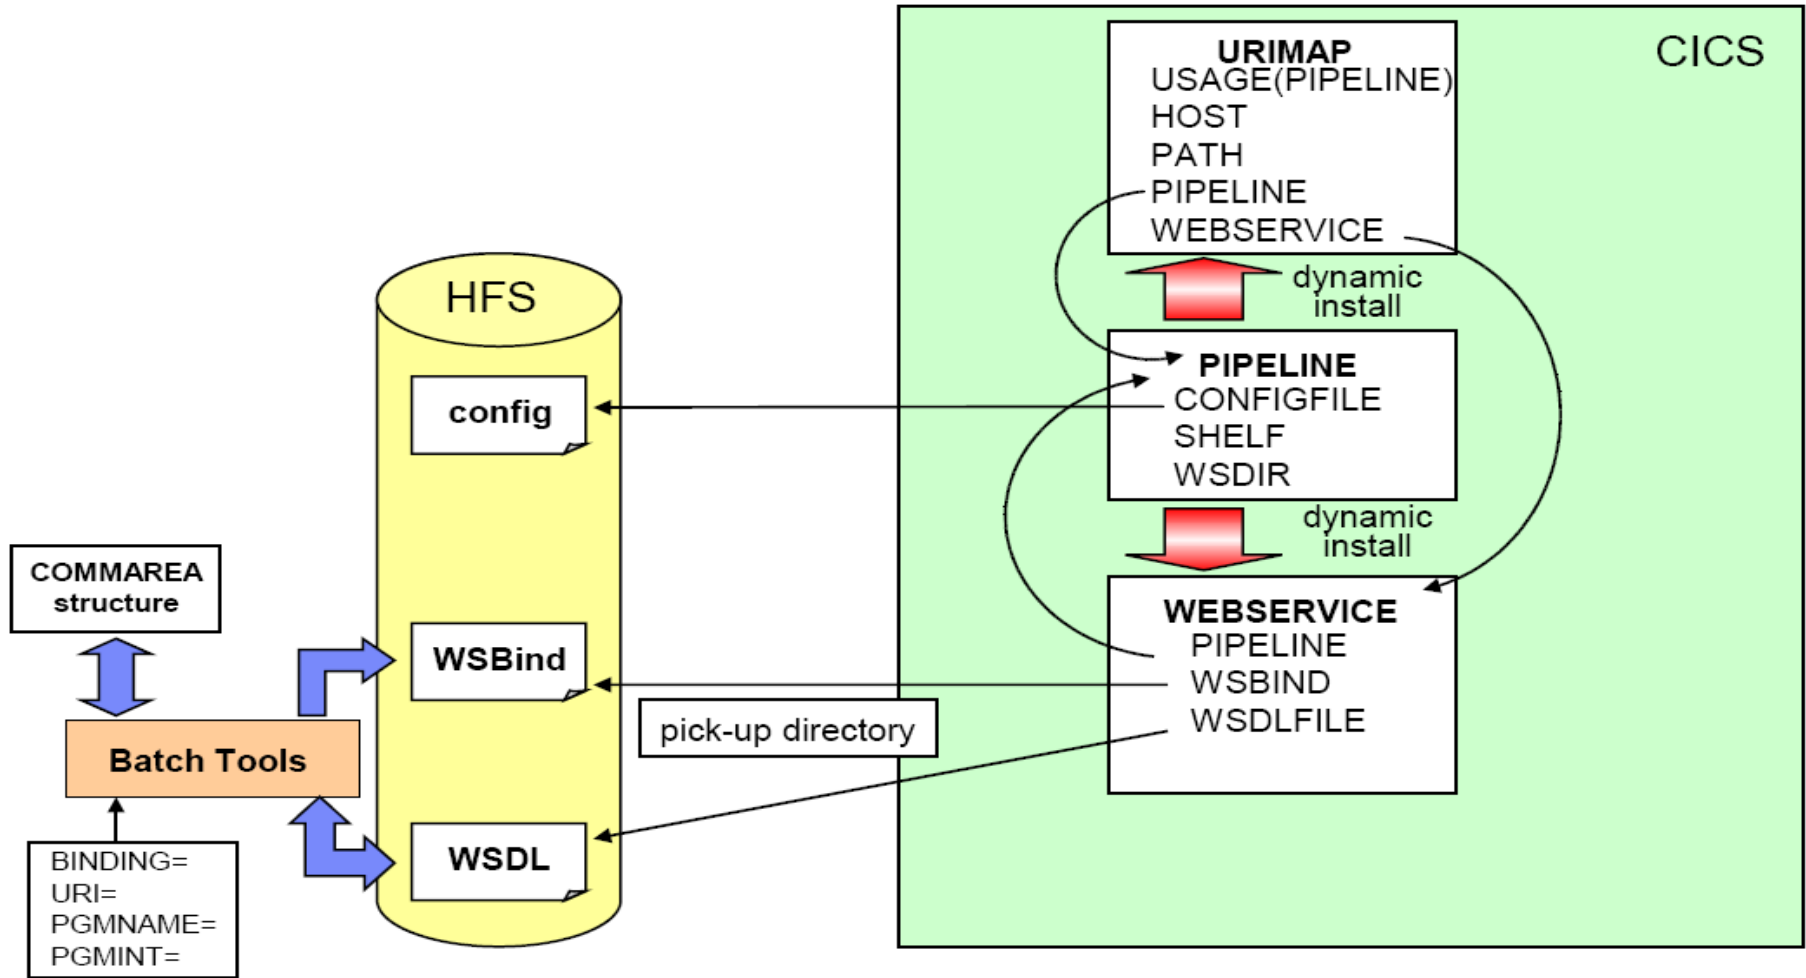 CICS
URIMAP
USAGE(PIPELINE)
HOST
PATH
PIPELINE
WEBSERVICE
dynamic
install
HFS
PIPELINE
CONFIGFILE
SHELF
WSDIR
config
dynamic
install
COMMAREA
structure
WEBSERVICE
PIPELINE
WSBIND
WSDLFILE
WSBind
pick-up directory
Batch Tools
WSDL
BINDING=
URI=
PGMNAME=
PGMINT=